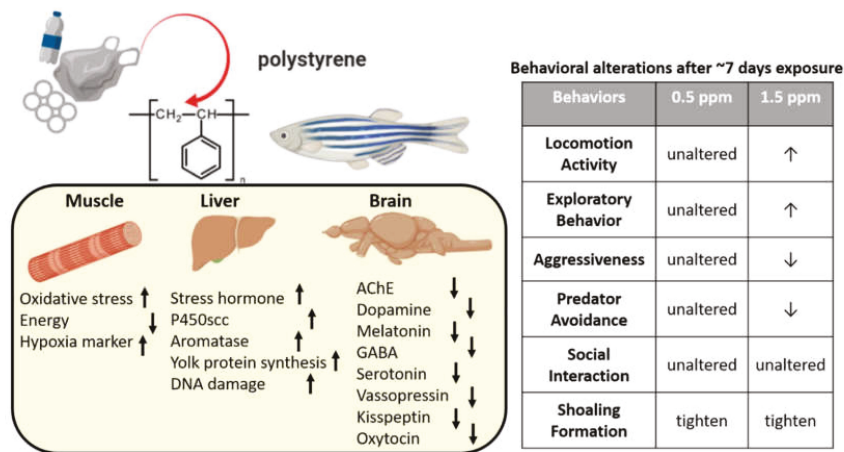 polystyrene
CH₂
CH
n
Muscle
Oxidative stress ↑
Energy ↓
Hypoxia marker ↑
Liver
Stress hormone ↑
P450scc ↑
Aromatase ↑
Yolk protein synthesis ↑
DNA damage ↑
Brain
AChE ↓
Dopamine ↓
Melatonin ↓
GABA ↓
Serotonin ↓
Vassopressin ↓
Kisspeptin ↓
Oxytocin ↓
Behavioral alterations after ~7 days exposure
Behaviors 0.5 ppm 1.5 ppm
Locomotion
Activity unaltered ↑
Exploratory
Behavior unaltered ↑
Aggressiveness unaltered ↓
Predator
Avoidance unaltered ↓
Social
Interaction unaltered unaltered
Shoaling
Formation tighten tighten